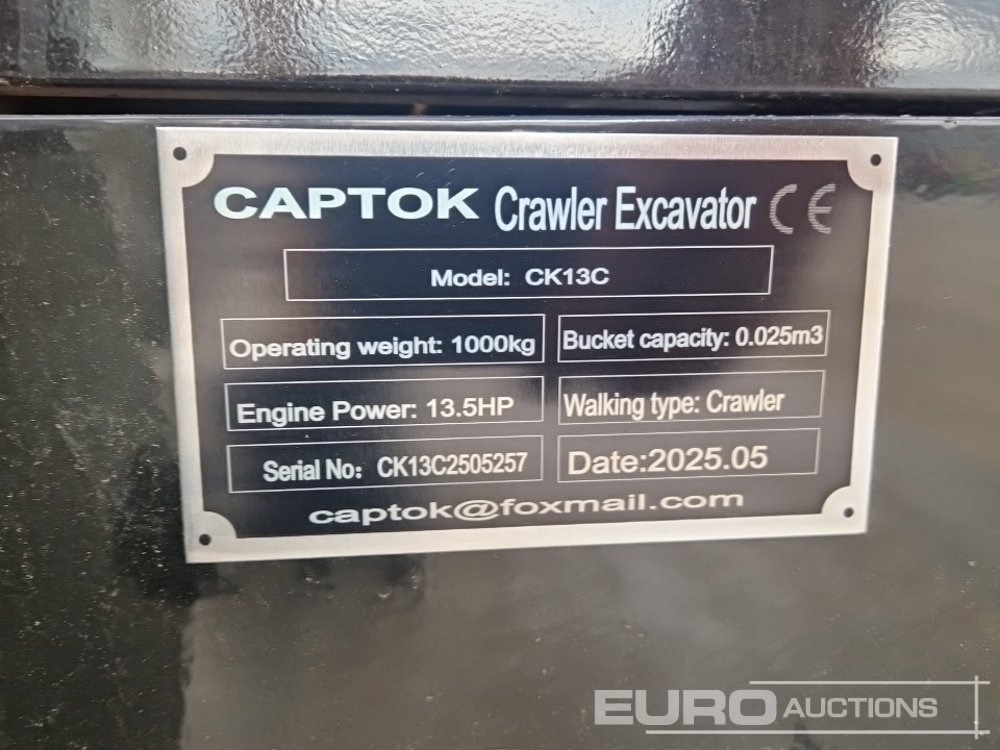 CAPTOK Crawler Excavator CE
Model: CK13C
Operating weight: 1000kg Bucket capacity: 0.025m3
Engine Power: 13.5HP Walking type: Crawler
Serial No: CK13C2505257 Date:2025.05
captok@foxmail.com
EURO AUCTIONS